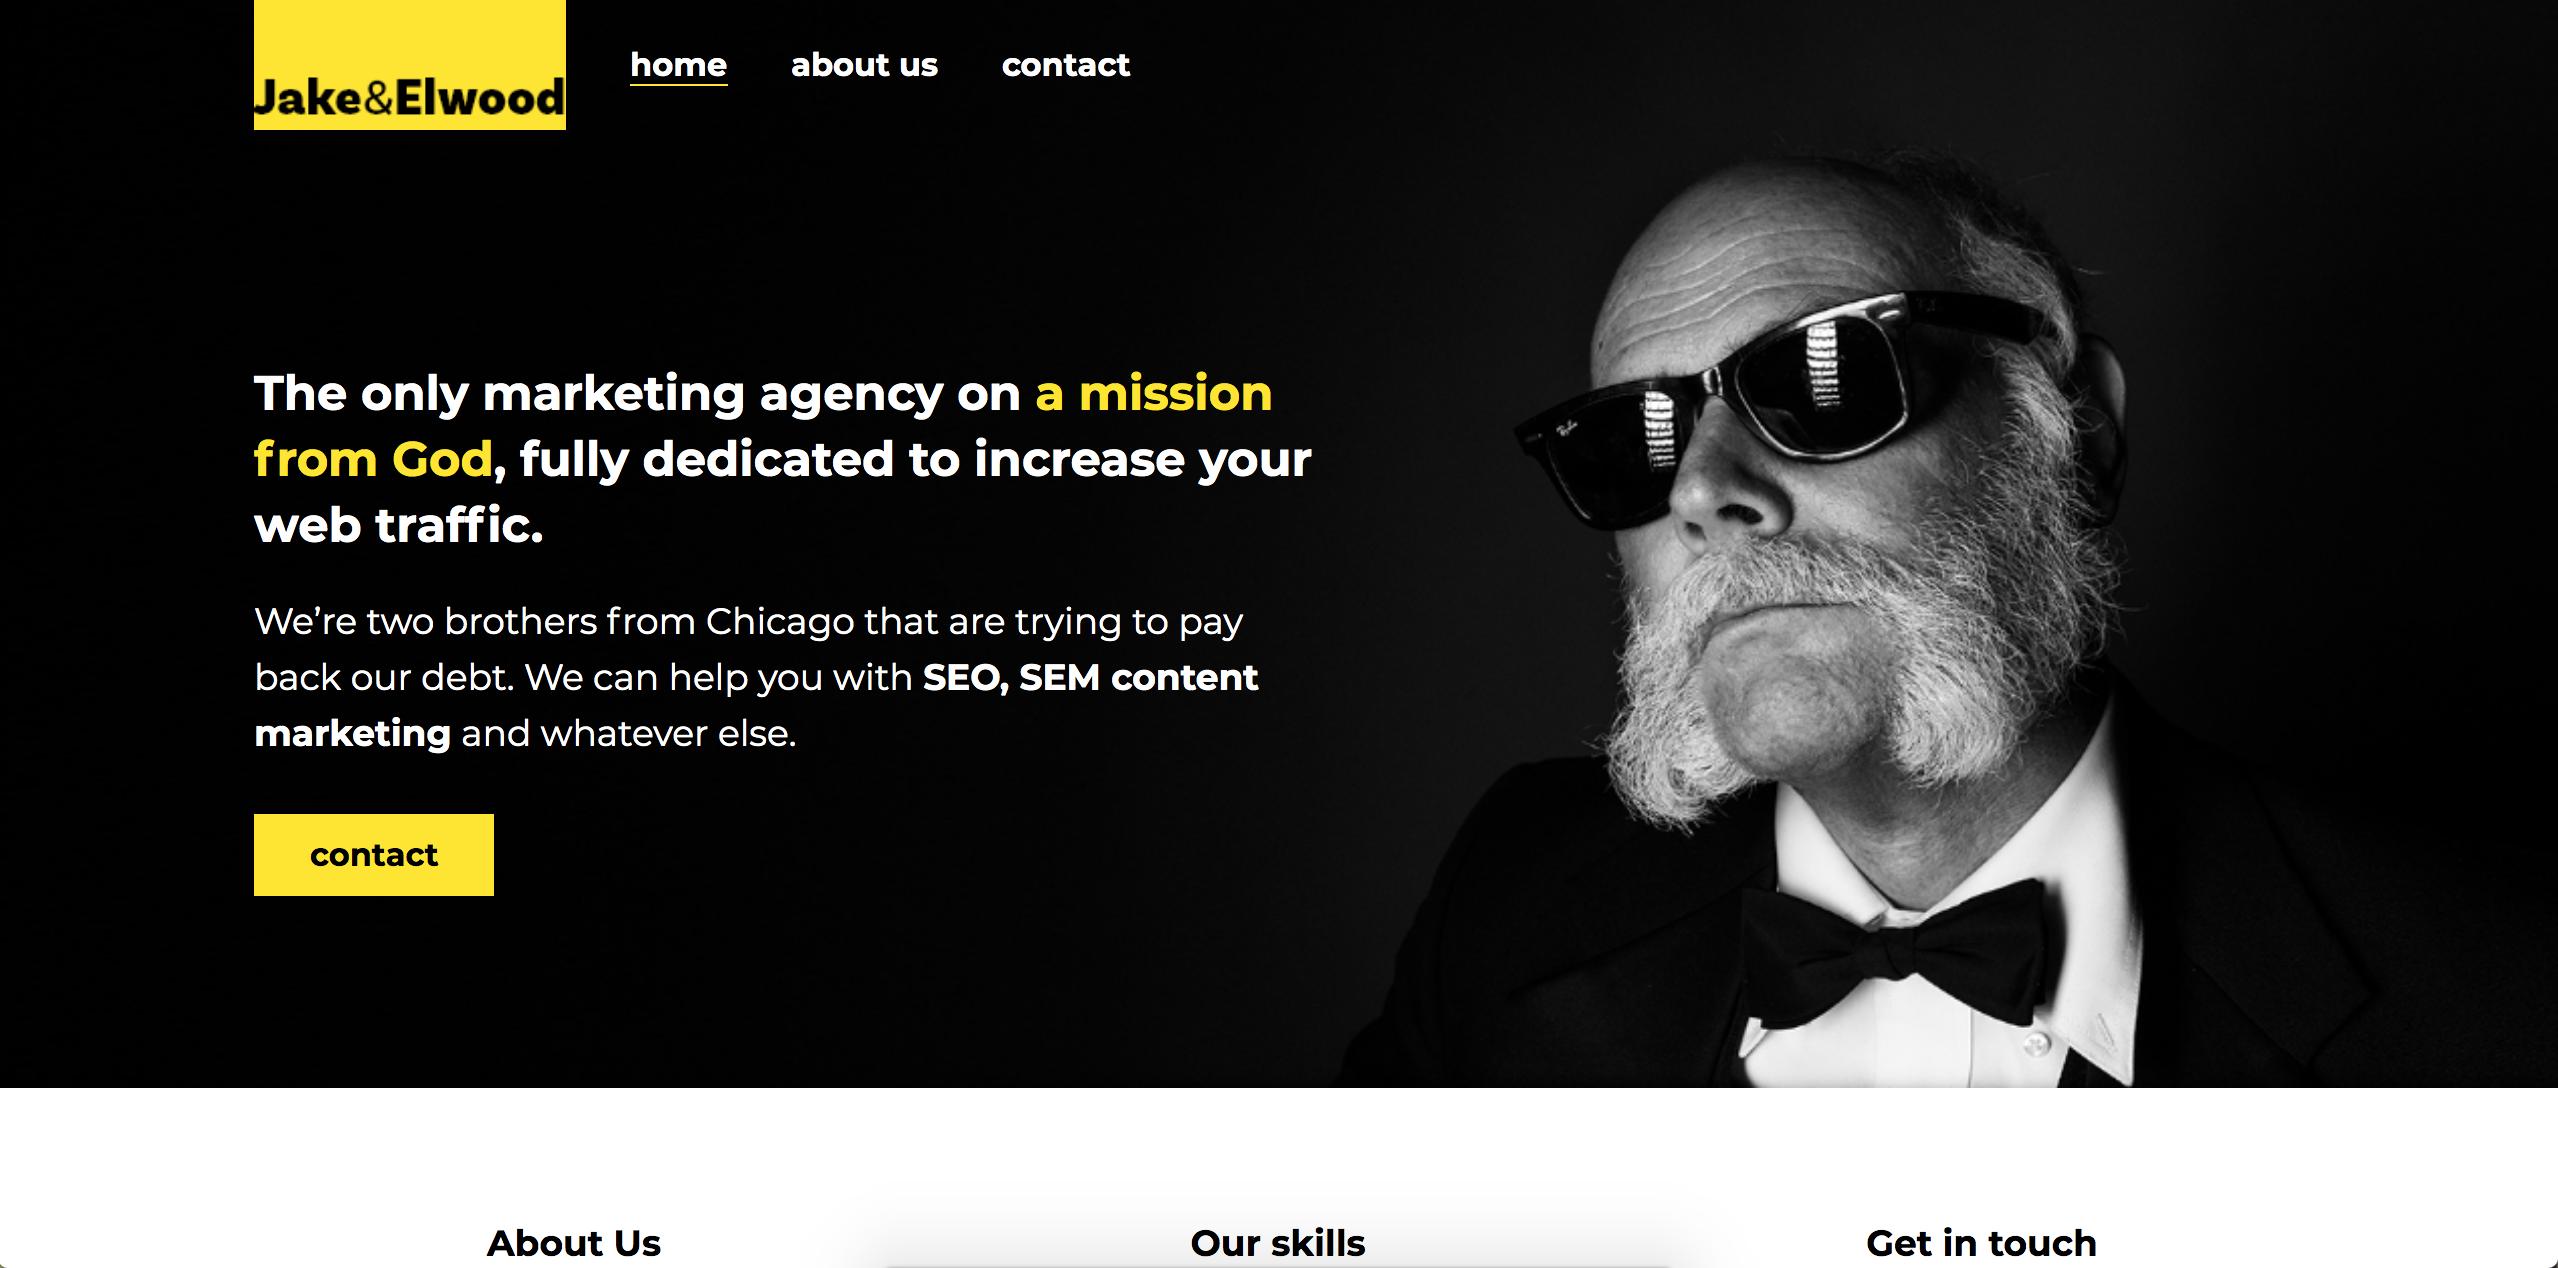 Jake&Elwood
home about us contact
The only marketing agency on a mission
from God, fully dedicated to increase your
web traffic.
We’re two brothers from Chicago that are trying to pay
back our debt. We can help you with SEO, SEM content
marketing and whatever else.
contact
About Us Our skills Get in touch